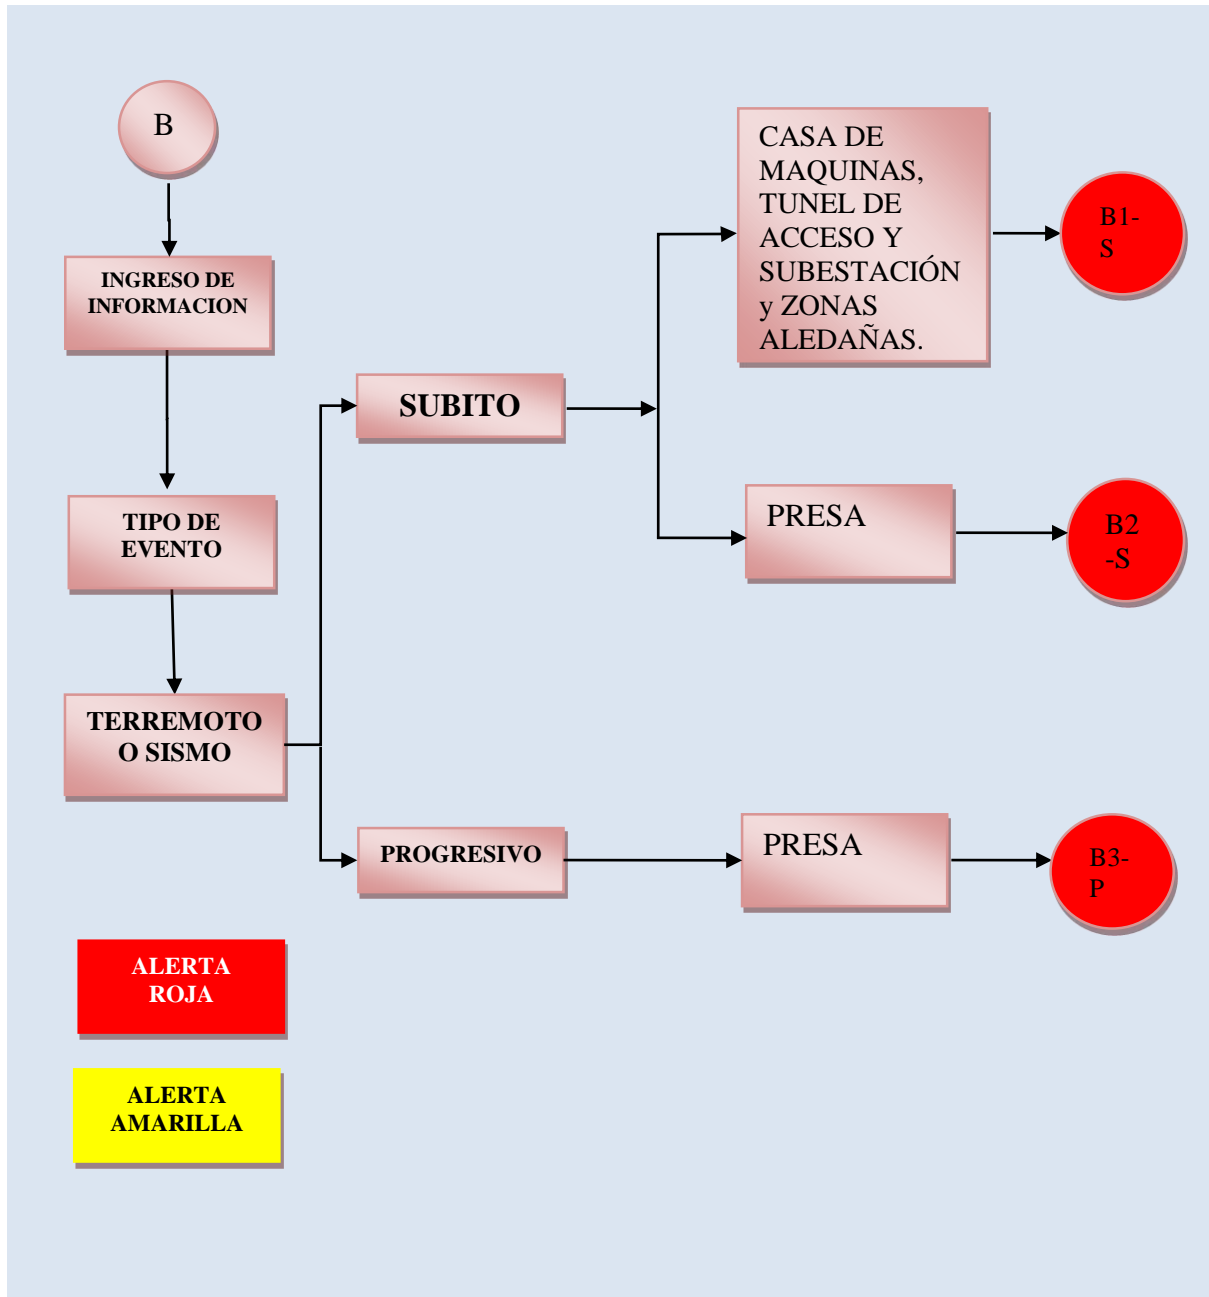 B
INGRESO DE
INFORMACION
TIPO DE
EVENTO
TERREMOTO
O SISMO
SUBITO
CASA DE
MAQUINAS,
TUNEL DE
ACCESO Y
SUBESTACIÓN
y ZONAS
ALEDAÑAS.
B1-
S
PRESA
B2
-S
PROGRESIVO
PRESA
B3-
P
ALERTA
ROJA
ALERTA
AMARILLA